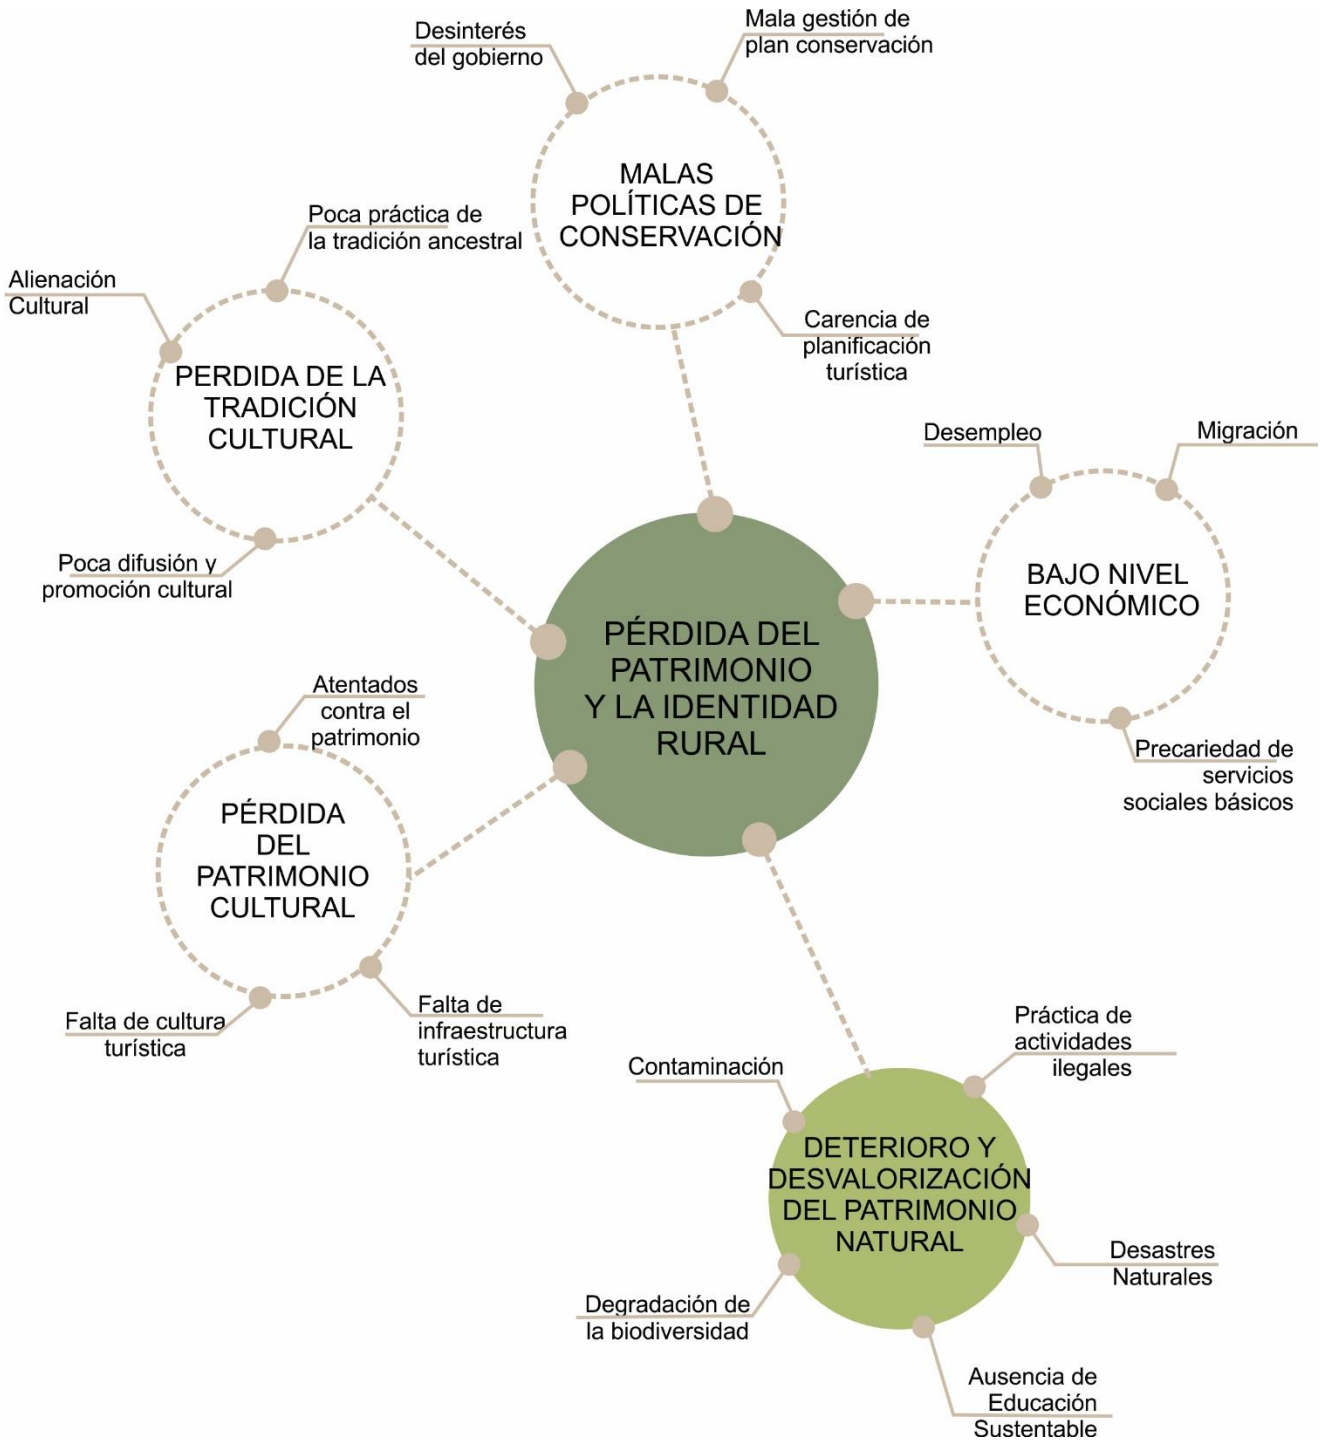 Desinterés
del gobierno
Mala gestión de
plan conservación
MALAS
POLÍTICAS DE
CONSERVACIÓN
Carencia de
planificación
turística
Poca práctica de
la tradición ancestral
Alienación
Cultural
PERDIDA DE LA
TRADICIÓN
CULTURAL
Poca difusión y
promoción cultural
Desempleo
Migración
BAJO NIVEL
ECONÓMICO
Precariedad de
servicios
sociales básicos
PÉRDIDA DEL
PATRIMONIO
Y LA IDENTIDAD
RURAL
Atentados
contra el
patrimonio
PÉRDIDA
DEL
PATRIMONIO
CULTURAL
Falta de cultura
turística
Falta de
infraestructura
turística
Contaminación
Práctica de
actividades
ilegales
DETERIORO Y
DESVALORIZACIÓN
DEL PATRIMONIO
NATURAL
Desastres
Naturales
Degradación de
la biodiversidad
Ausencia de
Educación
Sustentable